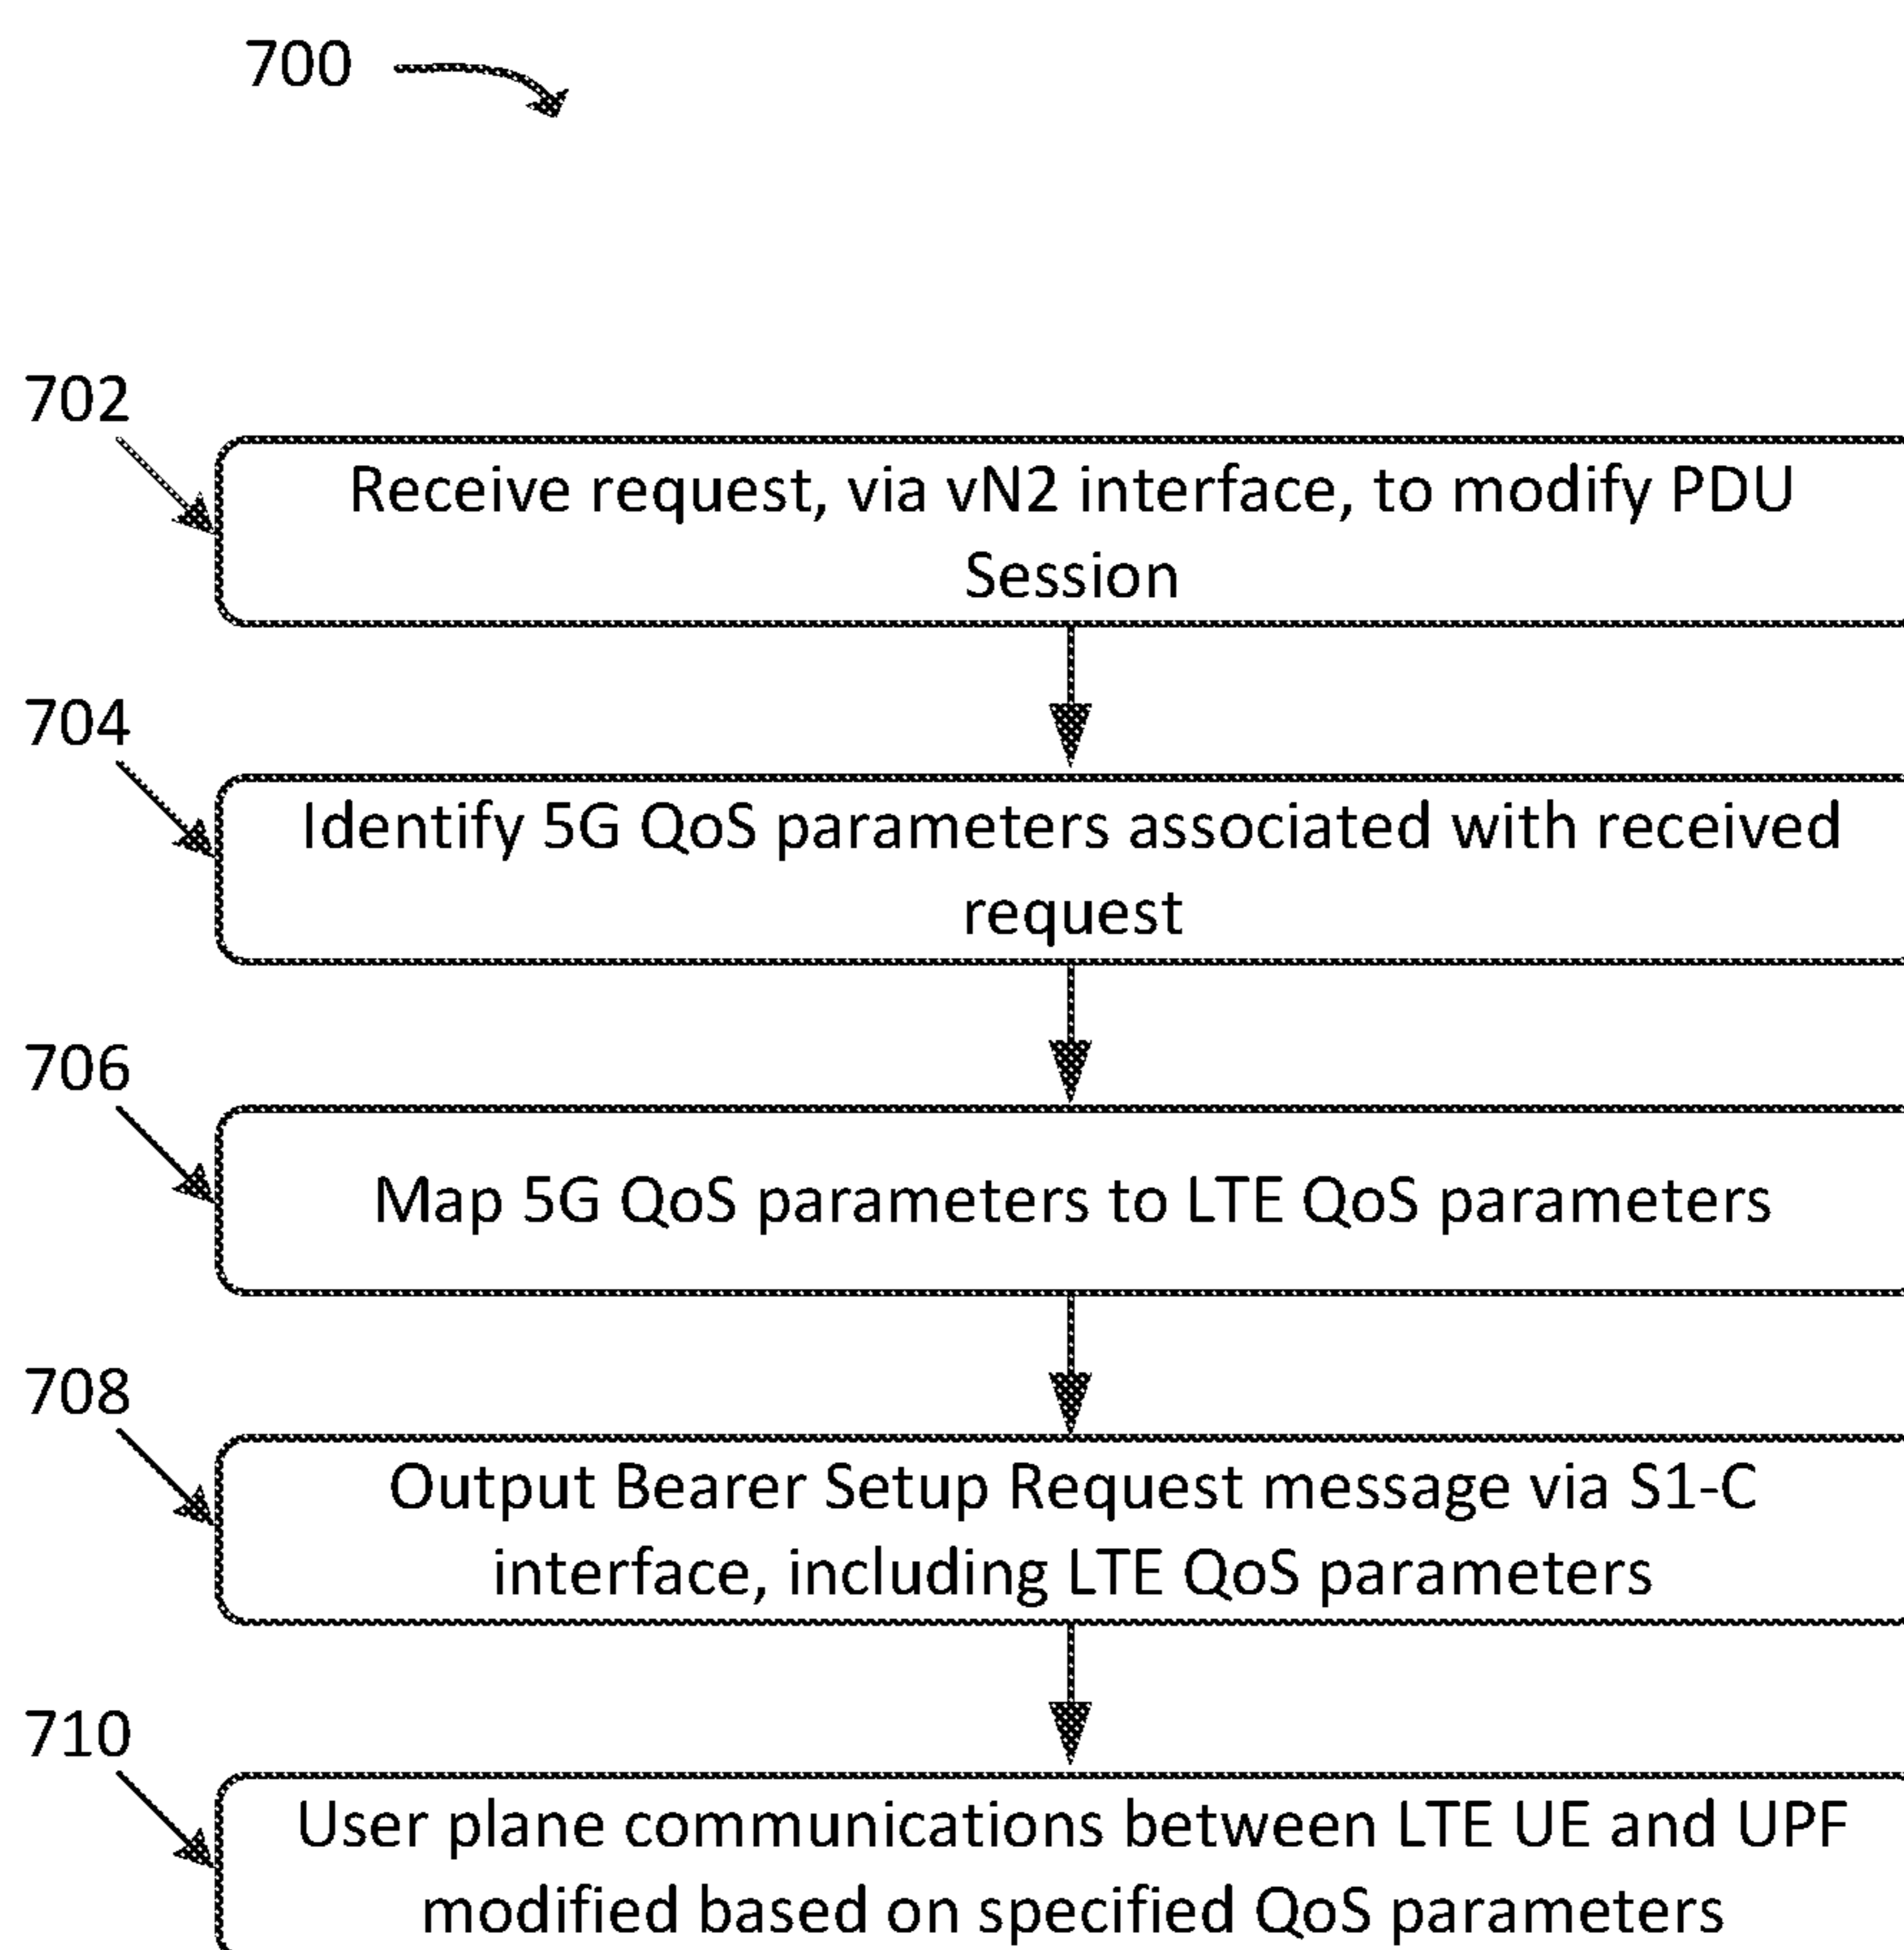 700
702
Receive request, via vN2 interface, to modify PDU
Session
704
Identify 5G QoS parameters associated with received
request
706
Map 5G QoS parameters to LTE QoS parameters
708
Output Bearer Setup Request message via S1-C
interface, including LTE QoS parameters
710
User plane communications between LTE UE and UPF
modified based on specified QoS parameters